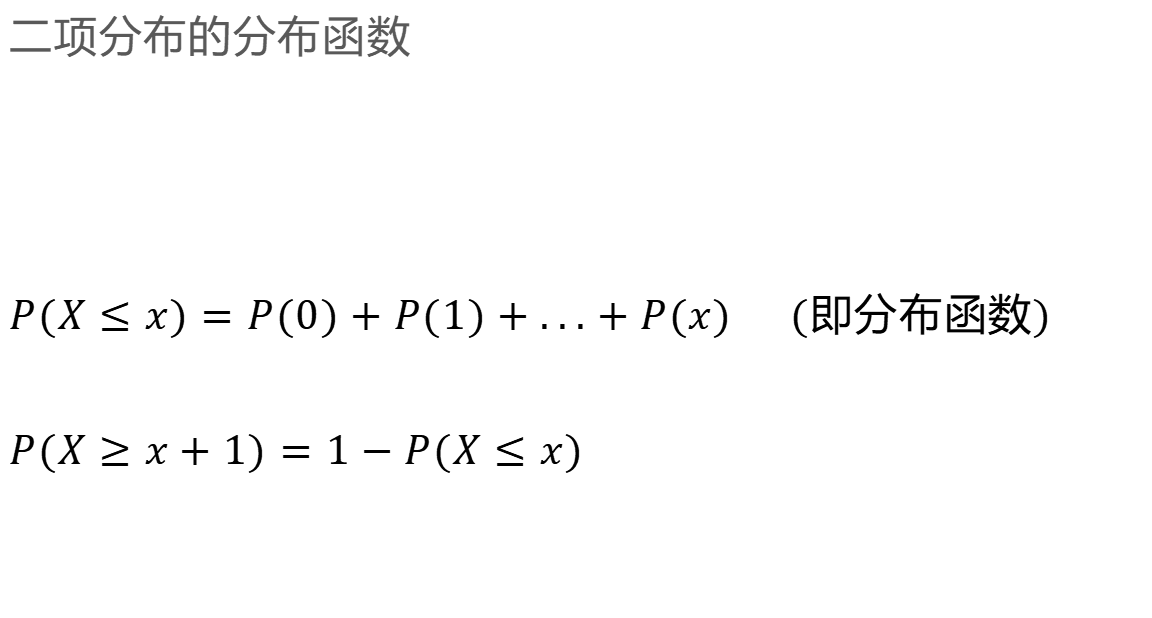 二项分布的分布函数
P(X ≤ x) = P(0) + P(1) + ... + P(x) (即分布函数)
P(X ≥ x + 1) = 1 − P(X ≤ x)